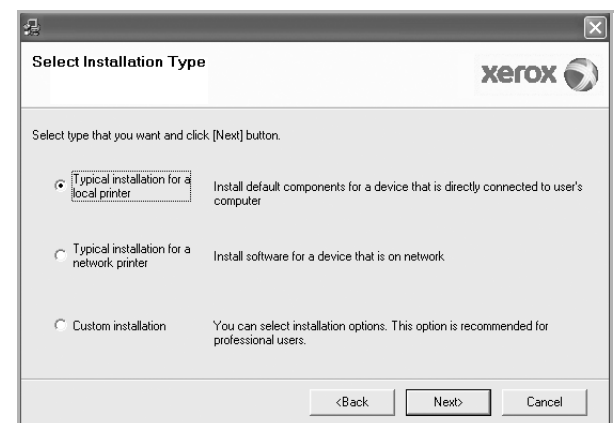 Select Installation Type
xerox
Select type that you want and click [Next] button.
Typical installation for a
local printer
Install default components for a device that is directly connected to user's
computer
Typical installation for a
network printer
Install software for a device that is on network
Custom installation
You can select installation options. This option is recommended for
professional users.
<Back
Next>
Cancel